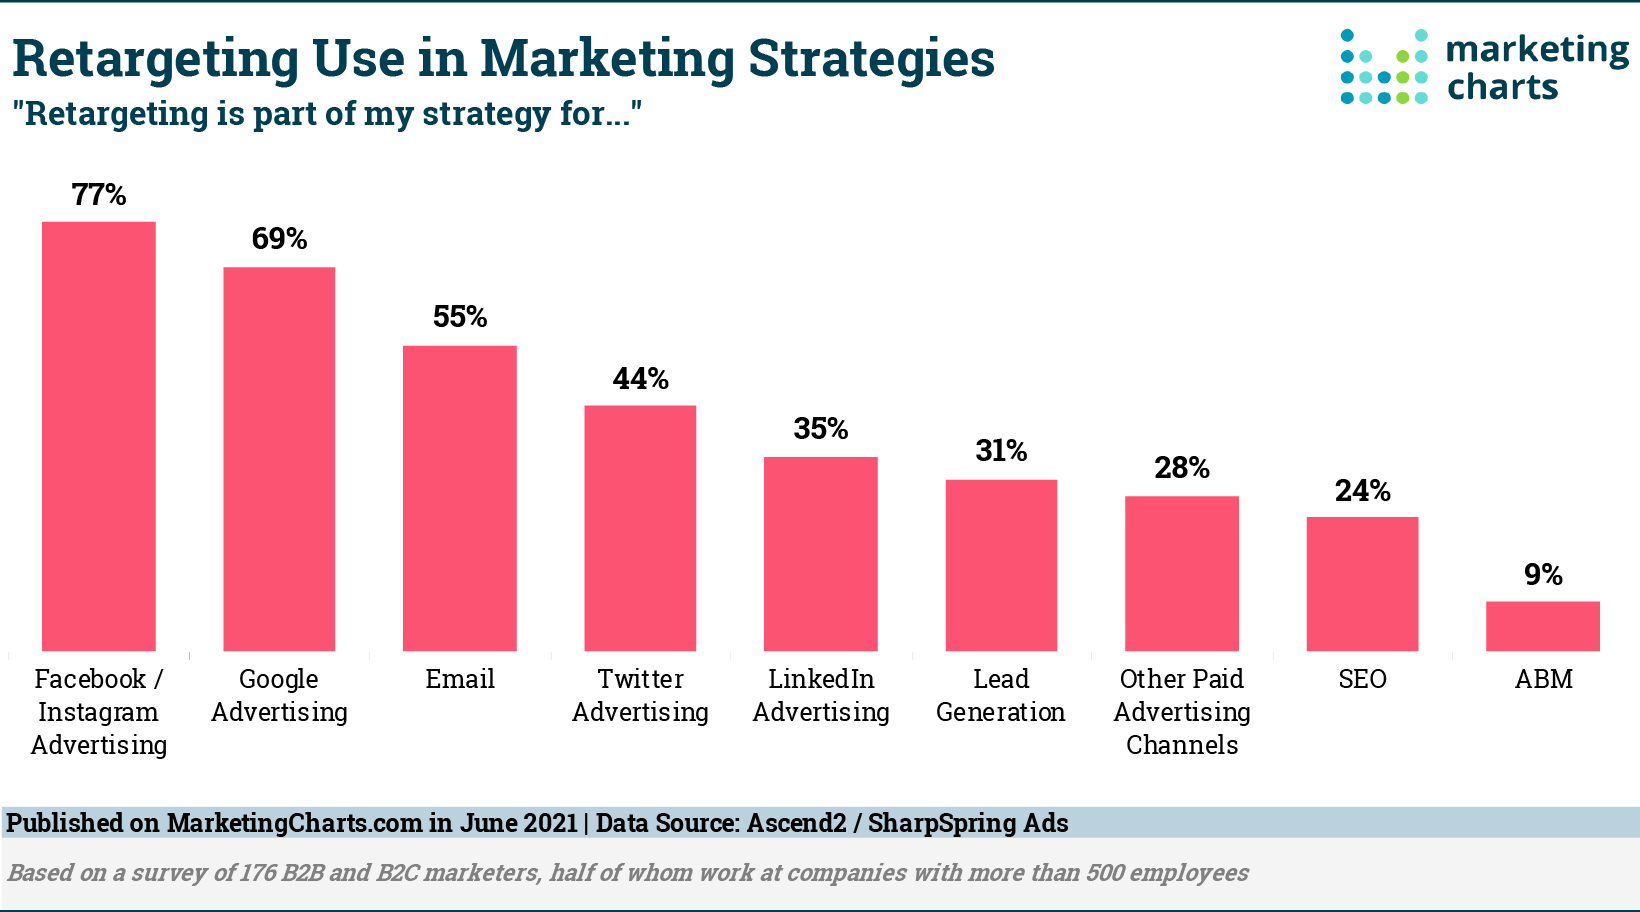 Retargeting Use in Marketing Strategies
"Retargeting is part of my strategy for..."
marketing
charts
77%
69%
55%
44%
35%
31%
28%
24%
9%
Facebook /
Instagram
Advertising
Google
Advertising
Email
Twitter
Advertising
LinkedIn
Advertising
Lead
Generation
Other Paid
Advertising
Channels
SEO
ABM
Published on MarketingCharts.com in June 2021 | Data Source: Ascend2 / SharpSpring Ads
Based on a survey of 176 B2B and B2C marketers, half of whom work at companies with more than 500 employees